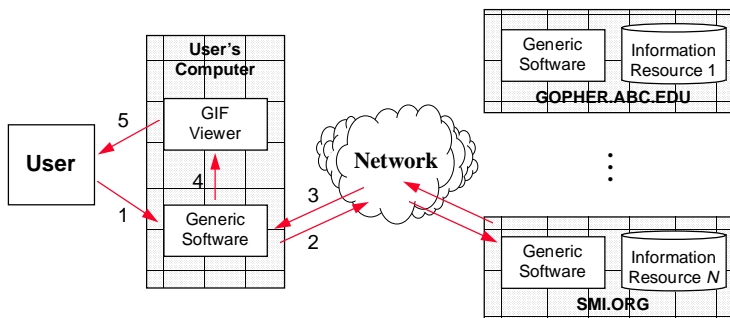 User's
Computer
GIF
Viewer
5
User
4
1
Generic
Software
3
2
Network
Generic
Software
Information
Resource 1
GOPHER.ABC.EDU
Generic
Software
Information
Resource N
SMI.ORG